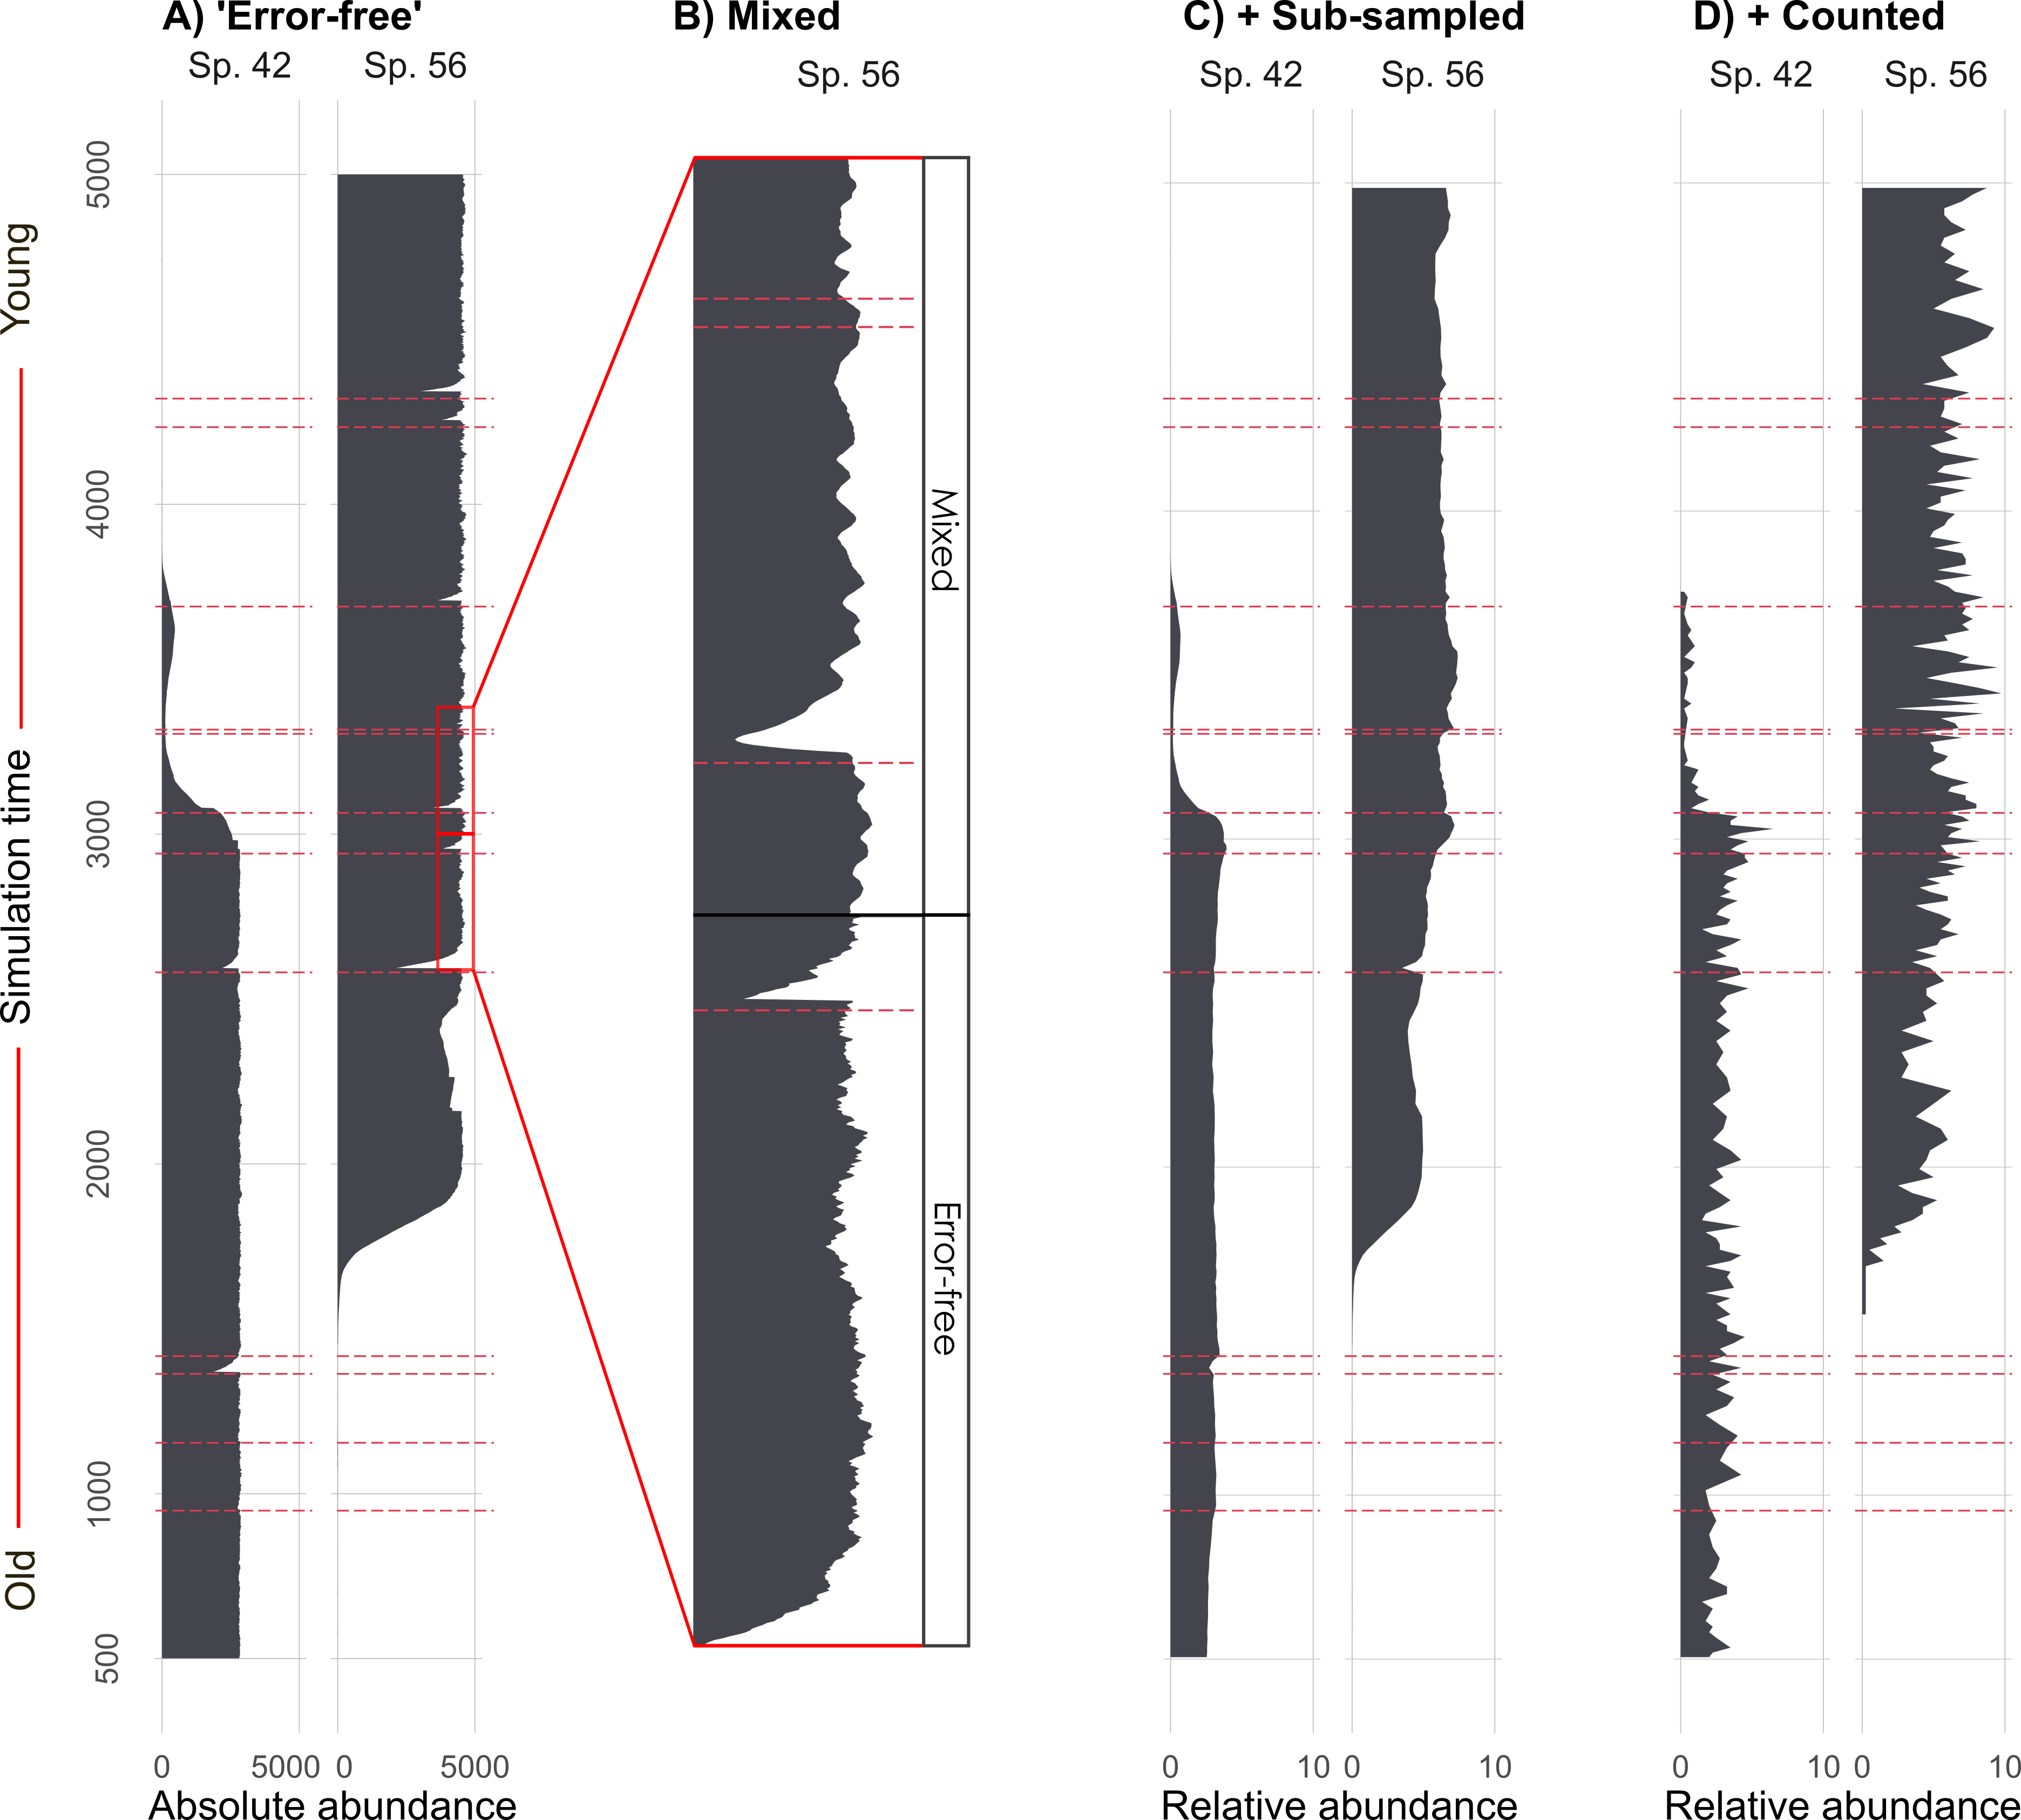 A) 'Error-free'
B) Mixed
C) + Sub-sampled
D) + Counted
Sp. 42
Sp. 56
Sp. 56
Sp. 42
Sp. 56
Sp. 42
Sp. 56
Young
Simulation time
Old
5000
4000
3000
2000
1000
500
Mixed
Error-free
0
5000
0
5000
0
10
0
10
0
10
0
10
Absolute abundance
Relative abundance
Relative abundance